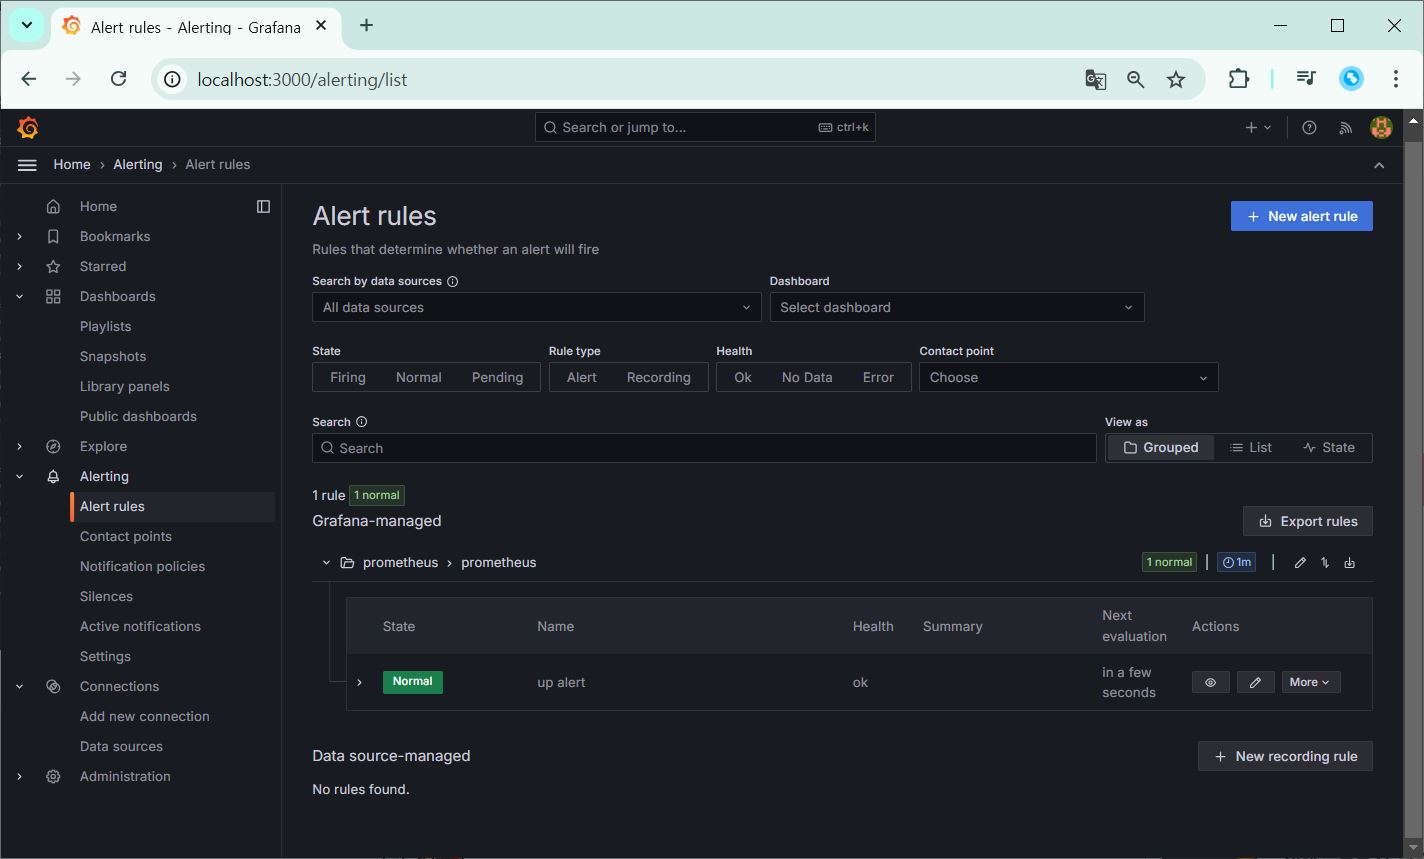 Alert rules - Alerting - Grafana
localhost:3000/alerting/list
Search or jump to...
ctrl+k
Home › Alerting › Alert rules
Home
Bookmarks
Starred
Dashboards
Playlists
Snapshots
Library panels
Public dashboards
Explore
Alerting
Alert rules
Contact points
Notification policies
Silences
Active notifications
Settings
Connections
Add new connection
Data sources
Administration
Alert rules
New alert rule
Rules that determine whether an alert will fire
Search by data sources
Dashboard
All data sources
Select dashboard
State
Rule type
Health
Contact point
Firing Normal Pending
Alert Recording
Ok No Data Error
Choose
Search
View as
Search
Grouped List State
1 rule 1 normal
Grafana-managed
Export rules
prometheus › prometheus
1 normal | 1m |
State Name Health Summary Next evaluation Actions
Normal up alert ok in a few seconds More
Data source-managed
New recording rule
No rules found.